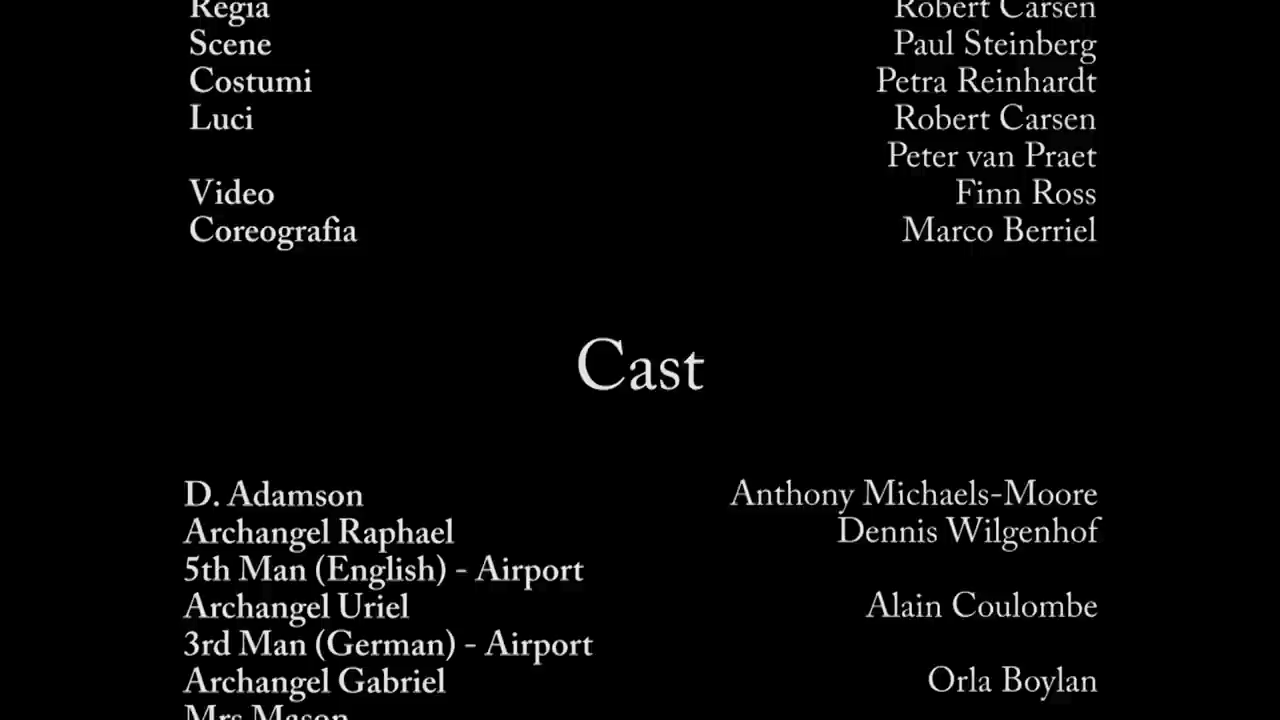 Regia Robert Carsen
Scene Paul Steinberg
Costumi Petra Reinhardt
Luci Robert Carsen
Peter van Praet
Video Finn Ross
Coreografia Marco Berriel
Cast
D. Adamson Anthony Michaels-Moore
Archangel Raphael Dennis Wilgenhof
5th Man (English) - Airport
Archangel Uriel Alain Coulombe
3rd Man (German) - Airport
Archangel Gabriel Orla Boylan
Mrs Mason